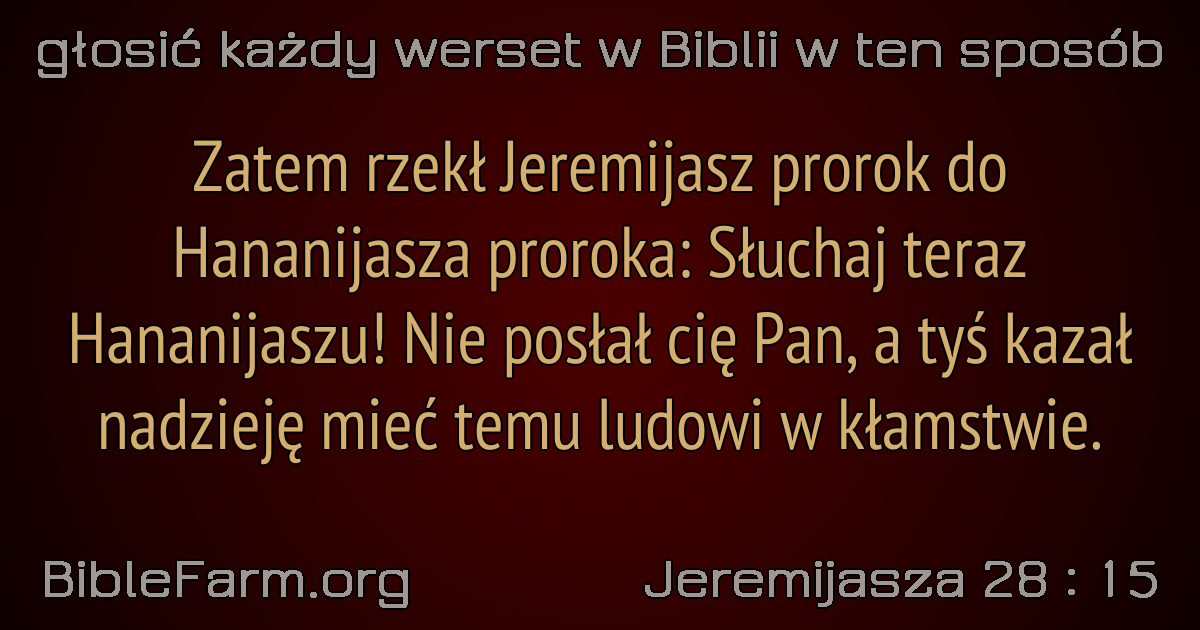 głosić każdy werset w Biblii w ten sposób
Zatem rzekł Jeremijasz prorok do
Hananijasza proroka: Słuchaj teraz
Hananijaszu! Nie posłał cię Pan, a tyś kazał
nadzieję mieć temu ludowi w kłamstwie.
BibleFarm.org
Jeremijasza 28 : 15